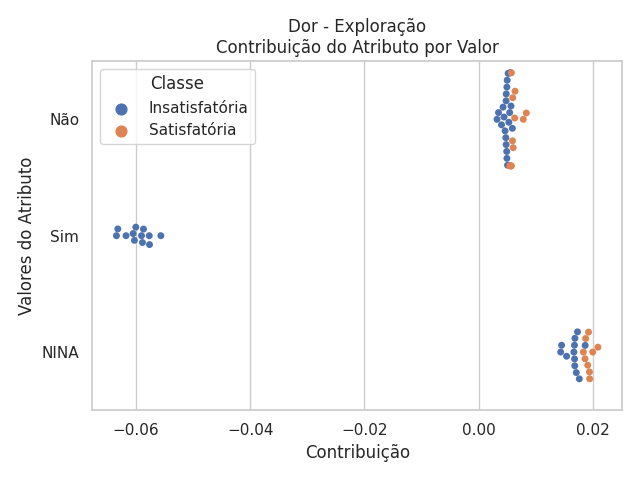 Dor - Exploração
Contribuição do Atributo por Valor
Classe
Insatisfatória
Satisfatória
Valores do Atributo
Não
Sim
NINA
−0.06 −0.04 −0.02 0.00 0.02
Contribuição